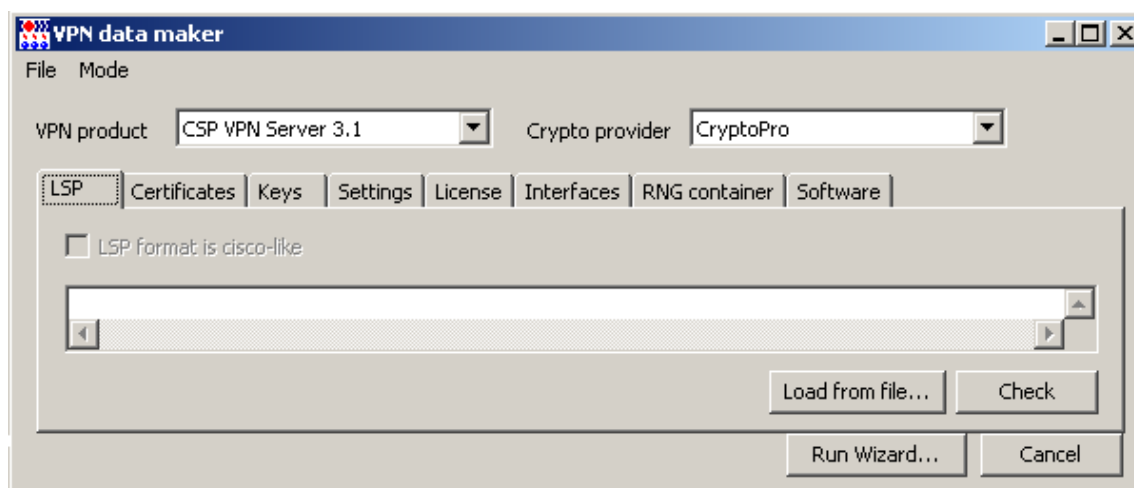 VPN data maker
File Mode
VPN product CSP VPN Server 3.1 Crypto provider CryptoPro
LSP Certificates Keys Settings License Interfaces RNG container Software
LSP format is cisco-like
Load from file... Check
Run Wizard... Cancel